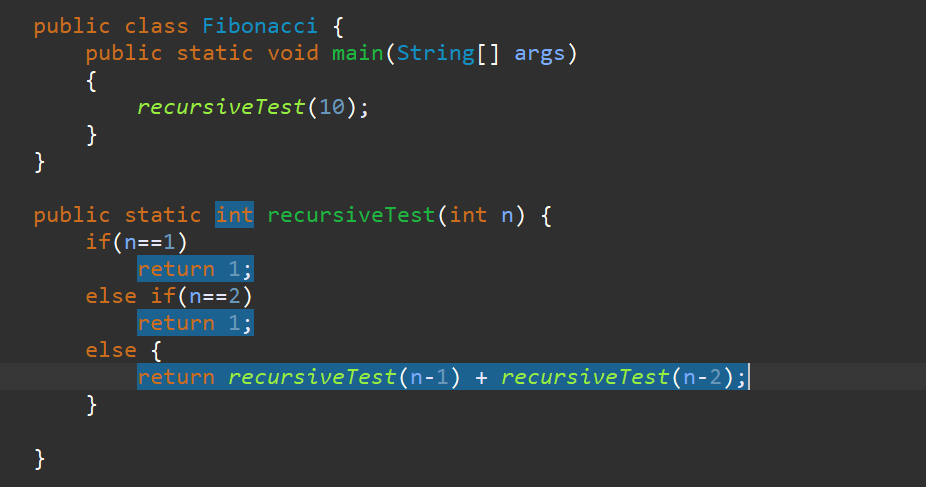 public class Fibonacci {
    public static void main(String[] args)
    {
        recursiveTest(10);
    }
}

public static int recursiveTest(int n) {
    if(n==1)
        return 1;
    else if(n==2)
        return 1;
    else {
        return recursiveTest(n-1) + recursiveTest(n-2);
    }

}